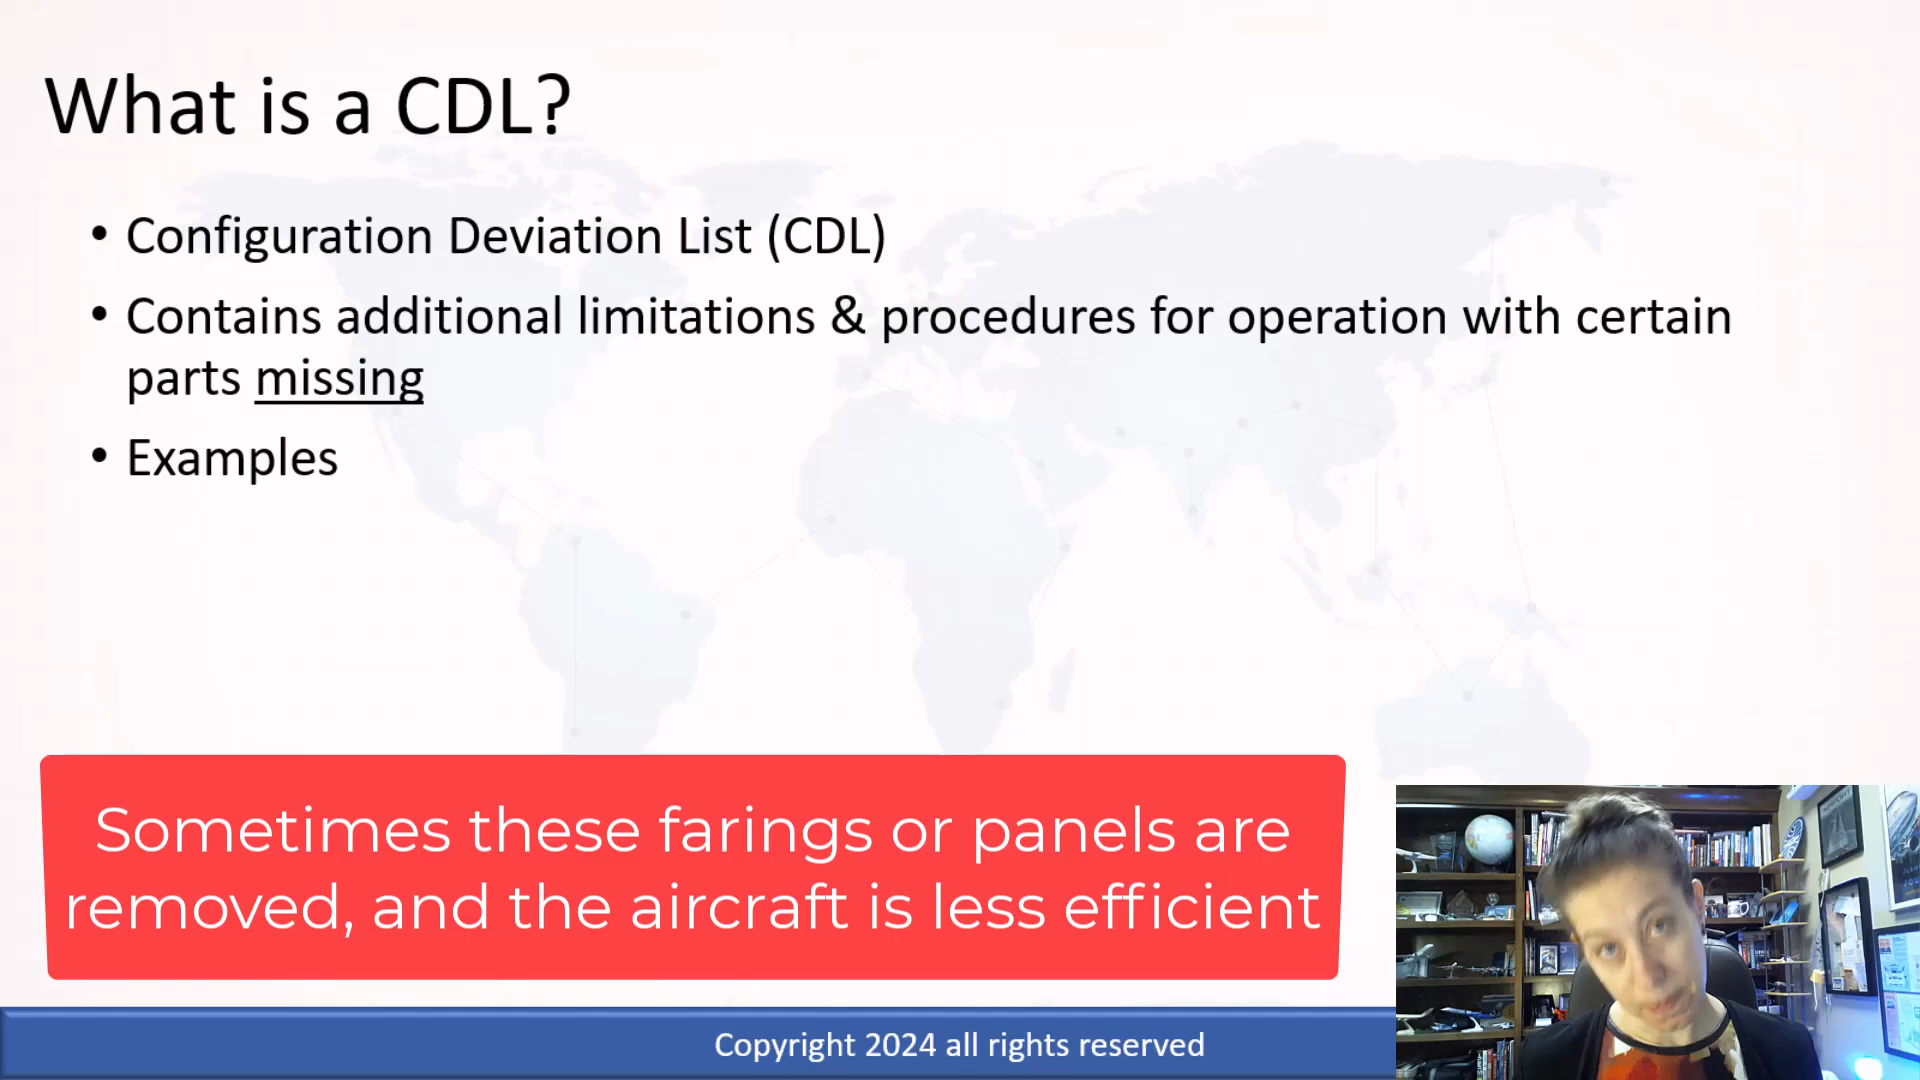 What is a CDL?
• Configuration Deviation List (CDL)
• Contains additional limitations & procedures for operation with certain
parts missing
• Examples
Sometimes these farings or panels are
removed, and the aircraft is less efficient
Copyright 2024 all rights reserved